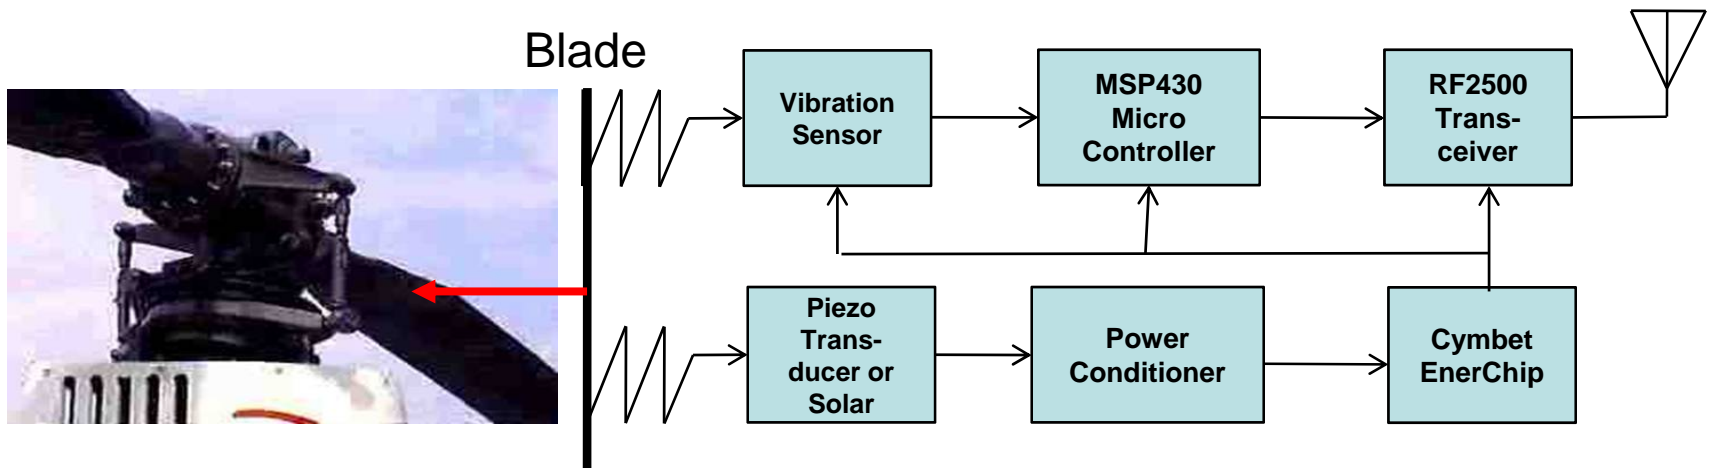 Blade
Vibration
Sensor
MSP430
Micro
Controller
RF2500
Trans-
ceiver
Piezo
Trans-
ducer or
Solar
Power
Conditioner
Cymbet
EnerChip